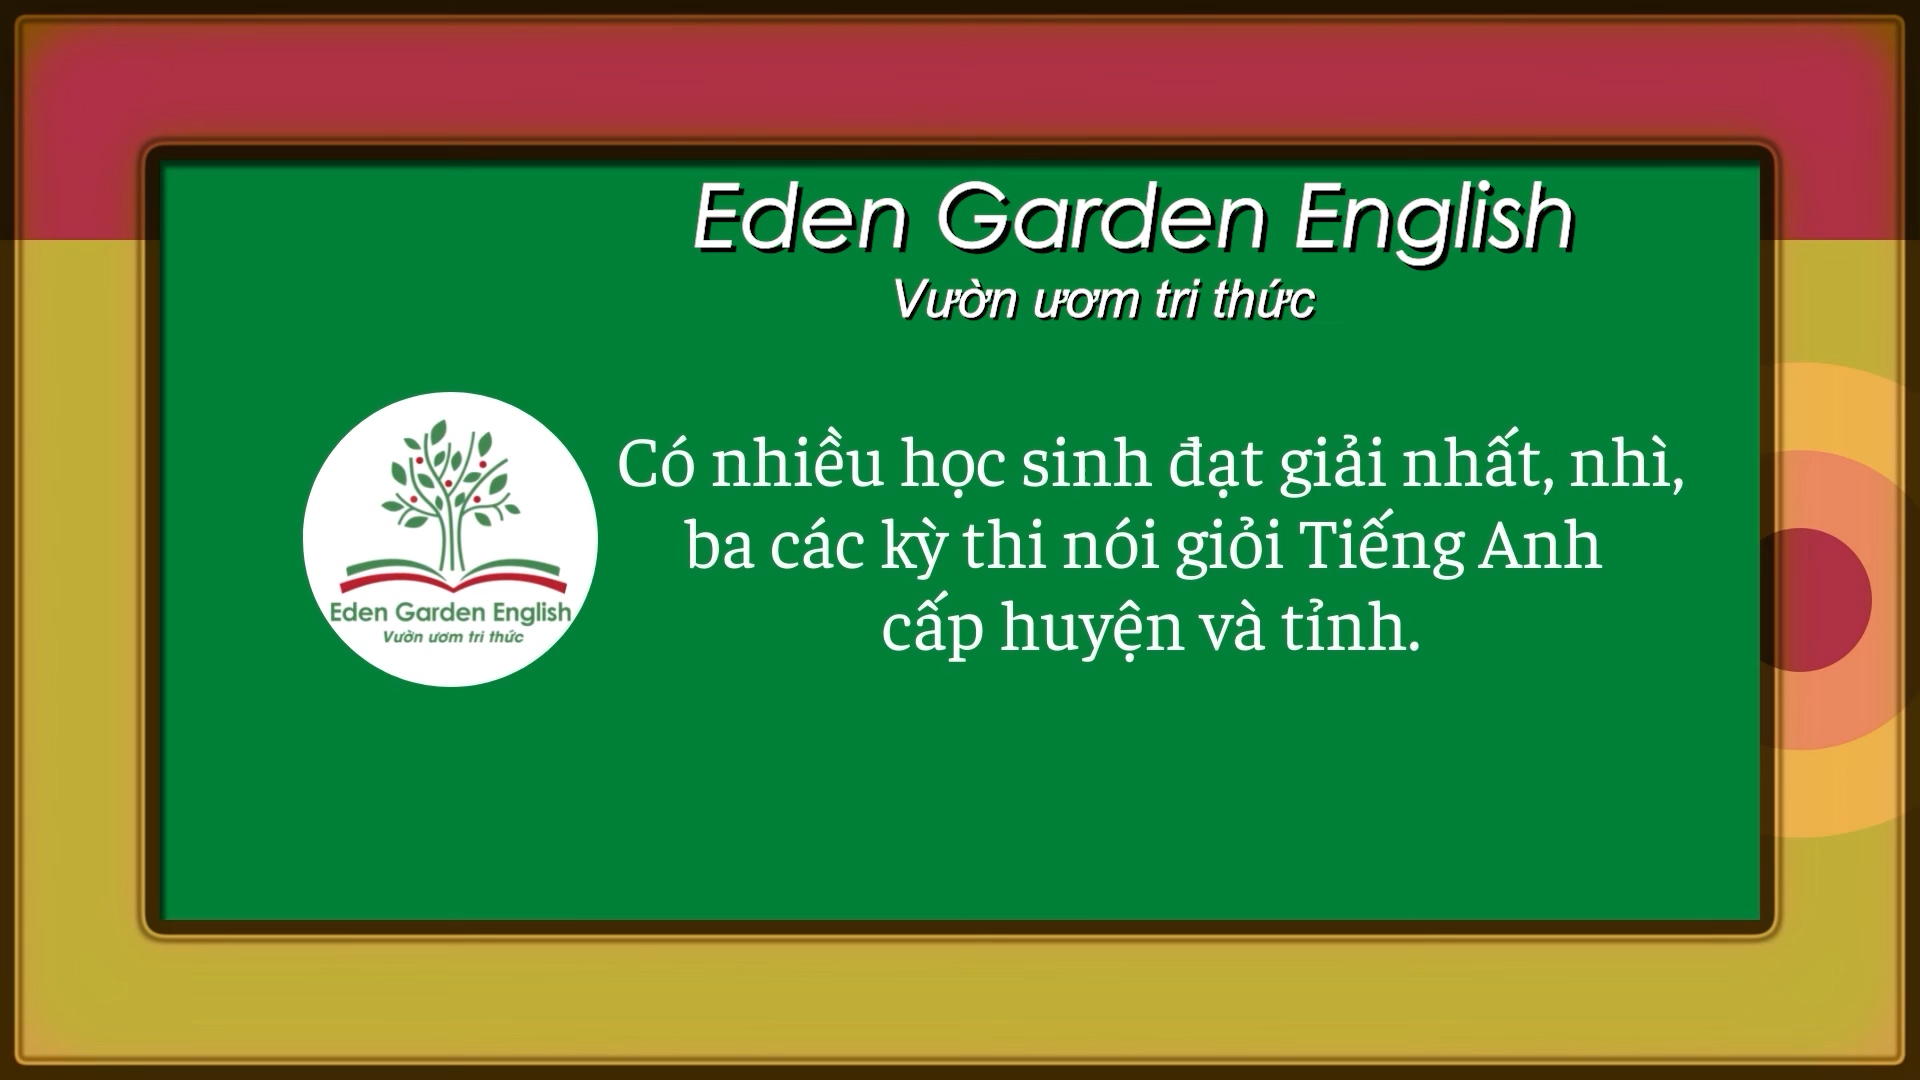 Eden Garden English
Vườn ươm tri thức
Có nhiều học sinh đạt giải nhất, nhì,
ba các kỳ thi nói giỏi Tiếng Anh
cấp huyện và tỉnh.
Eden Garden English
Vườn ươm tri thức